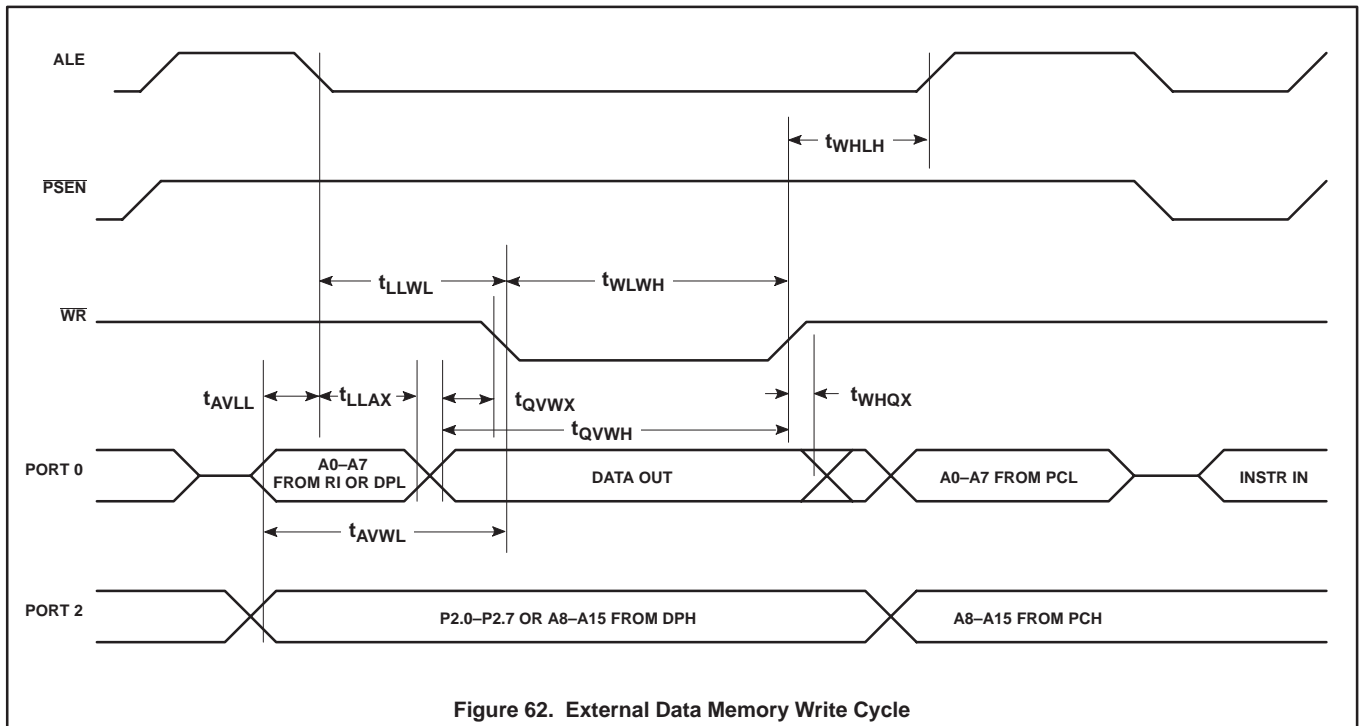 ALE
tWHLH
PSEN
tLLWL
tWLWH
WR
tAVLL
tLLAX
tQVWX
tWHQX
tQVWH
PORT 0
A0–A7
FROM RI OR DPL
DATA OUT
A0–A7 FROM PCL
INSTR IN
tAVWL
PORT 2
P2.0–P2.7 OR A8–A15 FROM DPH
A8–A15 FROM PCH
Figure 62. External Data Memory Write Cycle